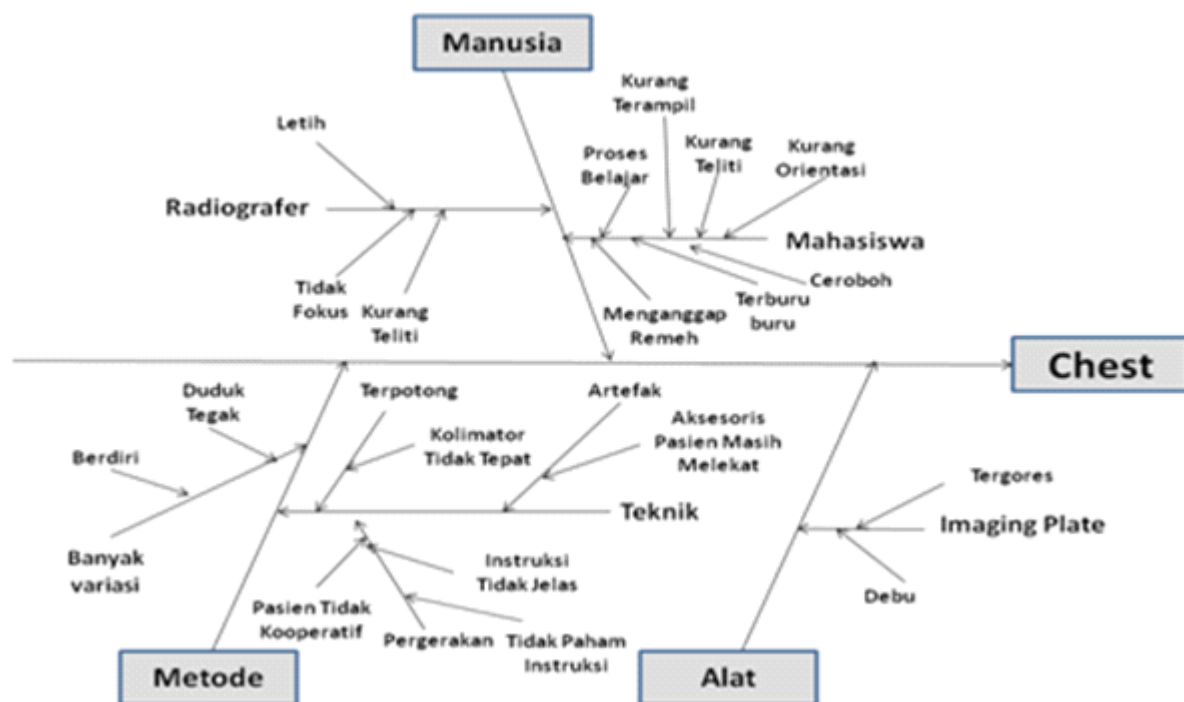 Manusia
Kurang
Terampil
Letih
Proses
Belajar
Kurang
Teliti
Kurang
Orientasi
Radiografer
Mahasiswa
Tidak
Fokus
Kurang
Teliti
Menganggap
Remeh
Terburu
buru
Ceroboh
Chest
Duduk
Tegak
Terpotong
Artefak
Berdiri
Kolimator
Tidak Tepat
Aksesoris
Pasien Masih
Melekat
Banyak
variasi
Teknik
Tergores
Imaging Plate
Instruksi
Tidak Jelas
Debu
Pasien Tidak
Kooperatif
Pergerakan
Tidak Paham
Instruksi
Metode
Alat